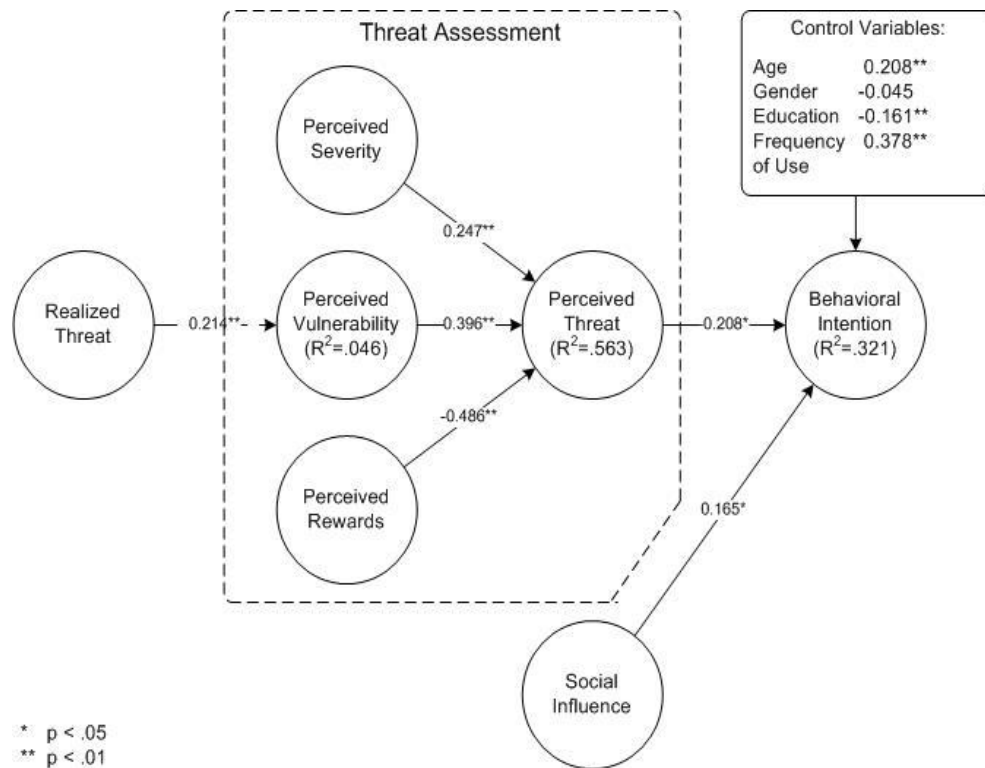 Threat Assessment
Control Variables:
Age 0.208**
Gender -0.045
Education -0.161**
Frequency 0.378**
of Use
Perceived
Severity
0.247**
Realized
Threat
0.214**
Perceived
Vulnerability
(R²=.046)
0.396**
Perceived
Threat
(R²=.563)
0.208*
Behavioral
Intention
(R²=.321)
-0.486**
Perceived
Rewards
0.165*
Social
Influence
* p < .05
** p < .01